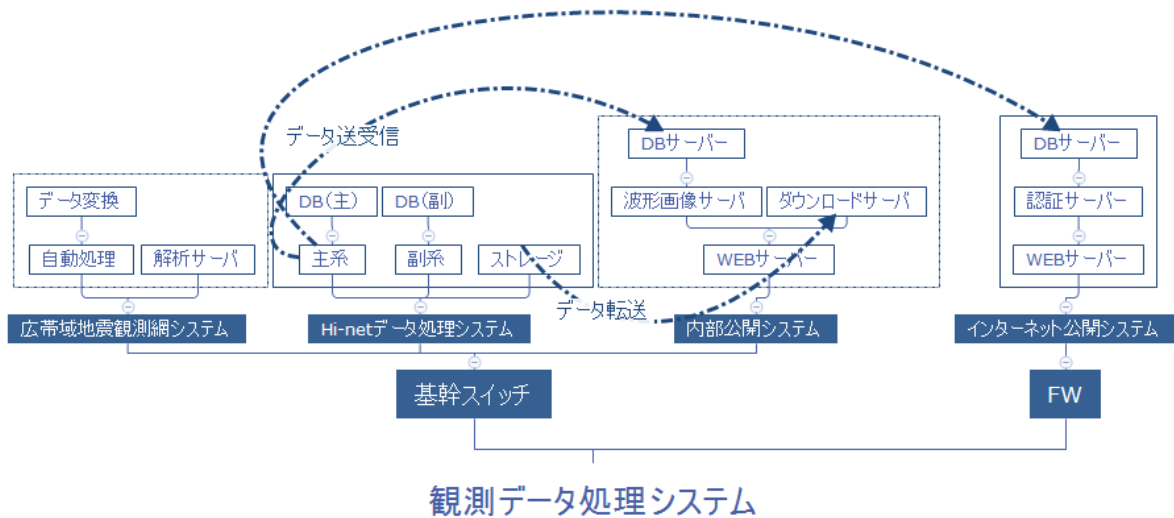 データ送受信
DBサーバー
DBサーバー
データ変換
DB(主)
DB(副)
波形画像サーバ
ダウンロードサーバ
認証サーバー
自動処理
解析サーバ
主系
副系
ストレージ
WEBサーバー
WEBサーバー
データ転送
広帯域地震観測網システム
Hi-netデータ処理システム
内部公開システム
インターネット公開システム
基幹スイッチ
FW
観測データ処理システム